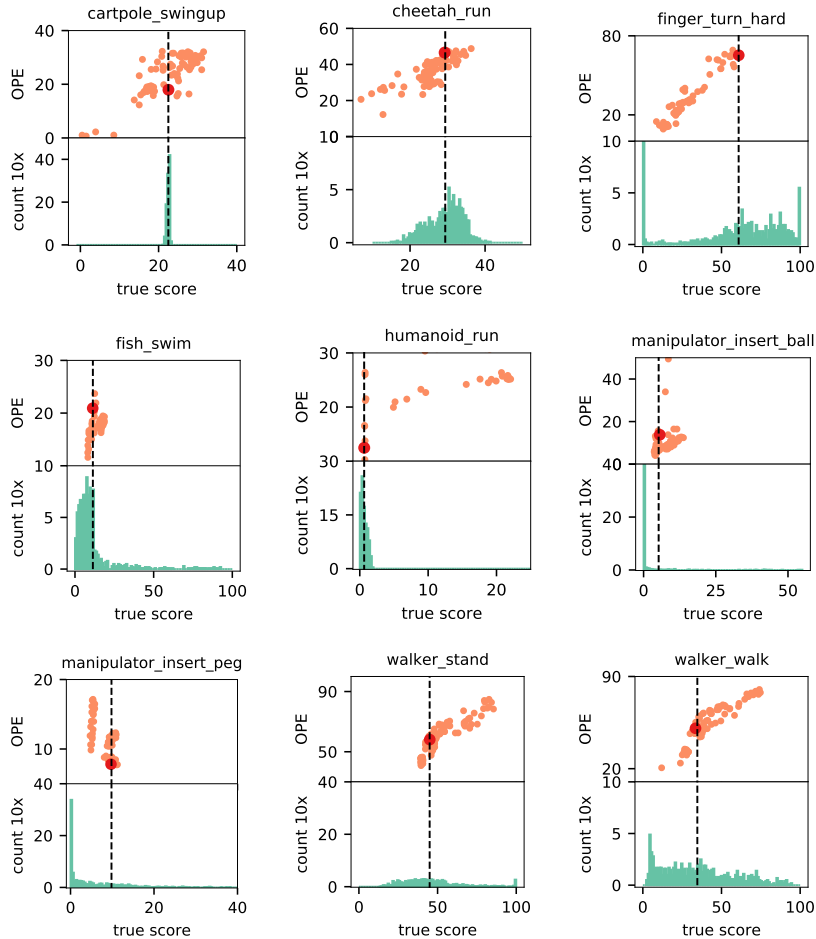 cartpole_swingup
cheetah_run
finger_turn_hard
40
20
0
OPE
60
40
20
10
OPE
80
20
10
OPE
40
20
0
count 10x
5
0
count 10x
5
0
count 10x
0 20 40
20 40
0 50 100
true score
true score
true score
fish_swim
humanoid_run
manipulator_insert_ball
30
20
10
OPE
30
20
30
OPE
40
20
40
OPE
5
0
count 10x
15
0
count 10x
20
0
count 10x
0 50 100
0 10 20
0 25 50
true score
true score
true score
manipulator_insert_peg
walker_stand
walker_walk
20
10
40
OPE
90
50
40
OPE
90
20
10
OPE
20
0
count 10x
20
0
count 10x
5
0
count 10x
0 20 40
0 50 100
0 50 100
true score
true score
true score